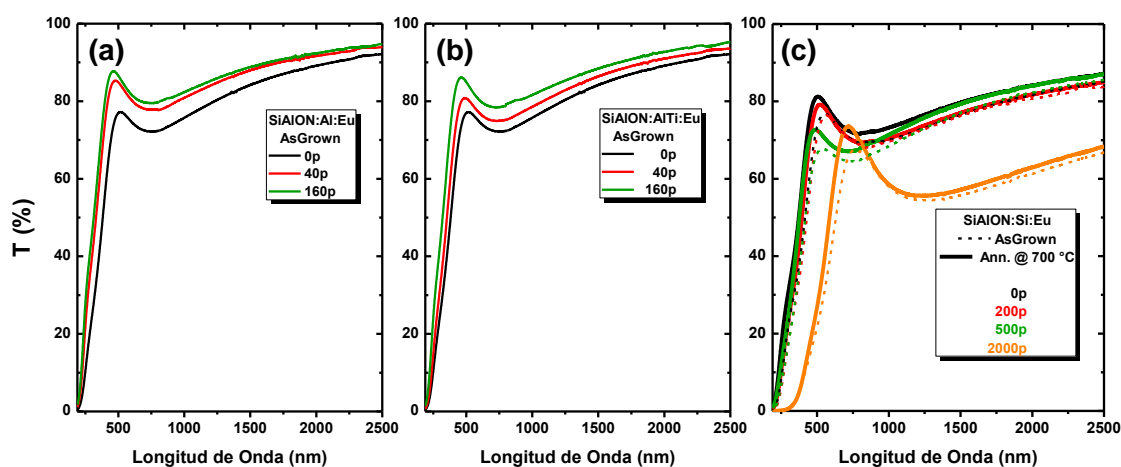 T (%)
(a)
100
80
60
40
20
0
SiAlON:Al:Eu
AsGrown
0p
40p
160p
500 1000 1500 2000 2500
Longitud de Onda (nm)
(b)
100
80
60
40
20
0
SiAlON:AlTi:Eu
AsGrown
0p
40p
160p
500 1000 1500 2000 2500
Longitud de Onda (nm)
(c)
100
80
60
40
20
0
SiAlON:Si:Eu
AsGrown
Ann. @ 700 °C
0p
200p
500p
2000p
500 1000 1500 2000 2500
Longitud de Onda (nm)